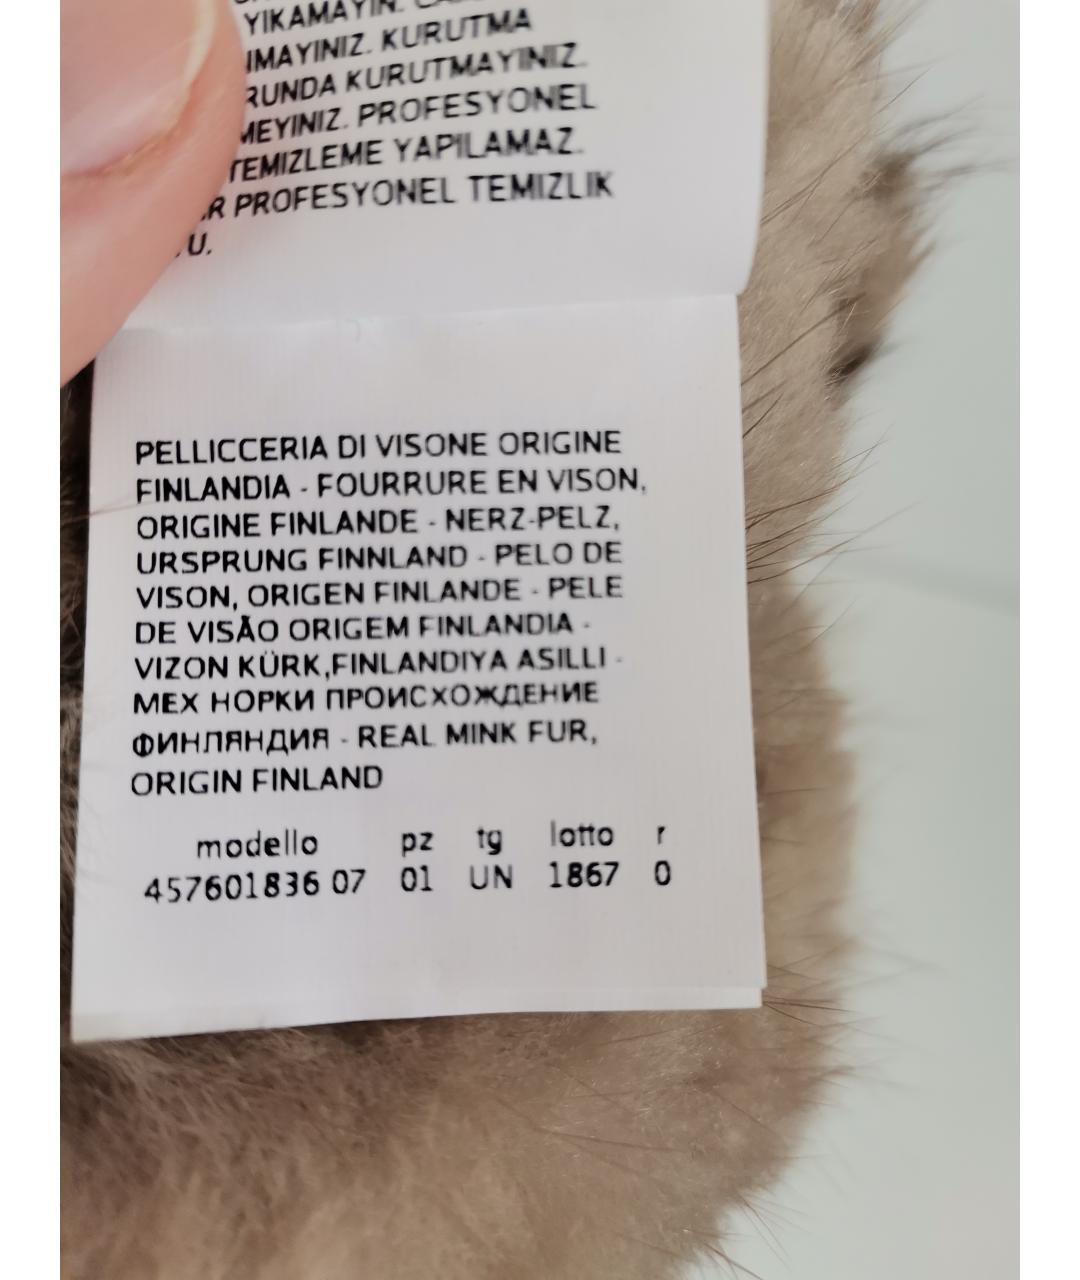 YIKAMAYIN.
MAYINIZ. KURUTMA
RUNDA KURUTMAYINIZ.
MEYINIZ. PROFESYONEL
TEMIZLEME YAPILAMAZ.
R PROFESYONEL TEMIZLIK
U.
PELLICCERIA DI VISONE ORIGINE
FINLANDIA - FOURRURE EN VISON,
ORIGINE FINLANDE - NERZ-PELZ,
URSPRUNG FINNLAND - PELO DE
VISON, ORIGEN FINLANDE - PELE
DE VISÃO ORIGEM FINLANDIA -
VIZON KÜRK,FINLANDIYA ASILLI -
МЕХ НОРКИ ПРОИСХОЖДЕНИЕ
ФИНЛЯНДИЯ - REAL MINK FUR,
ORIGIN FINLAND
modello pz tg lotto r
457601836 07 01 UN 1867 0